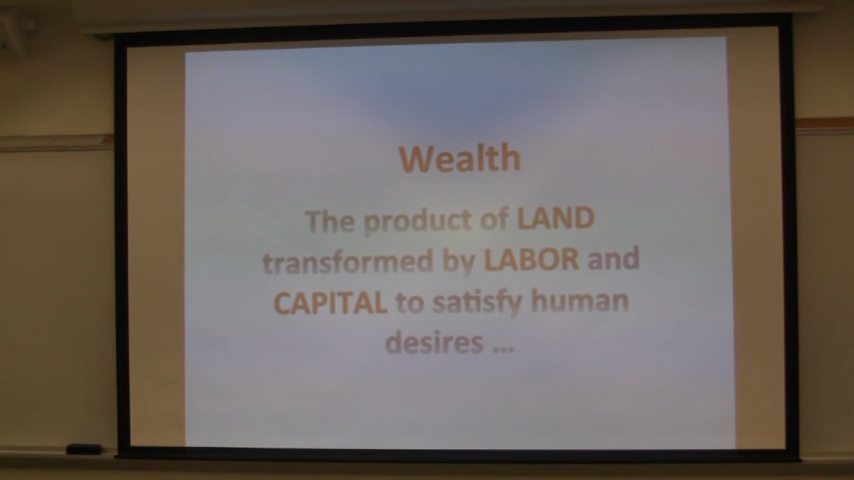 Wealth
The product of LAND
transformed by LABOR and
CAPITAL to satisfy human
desires ...